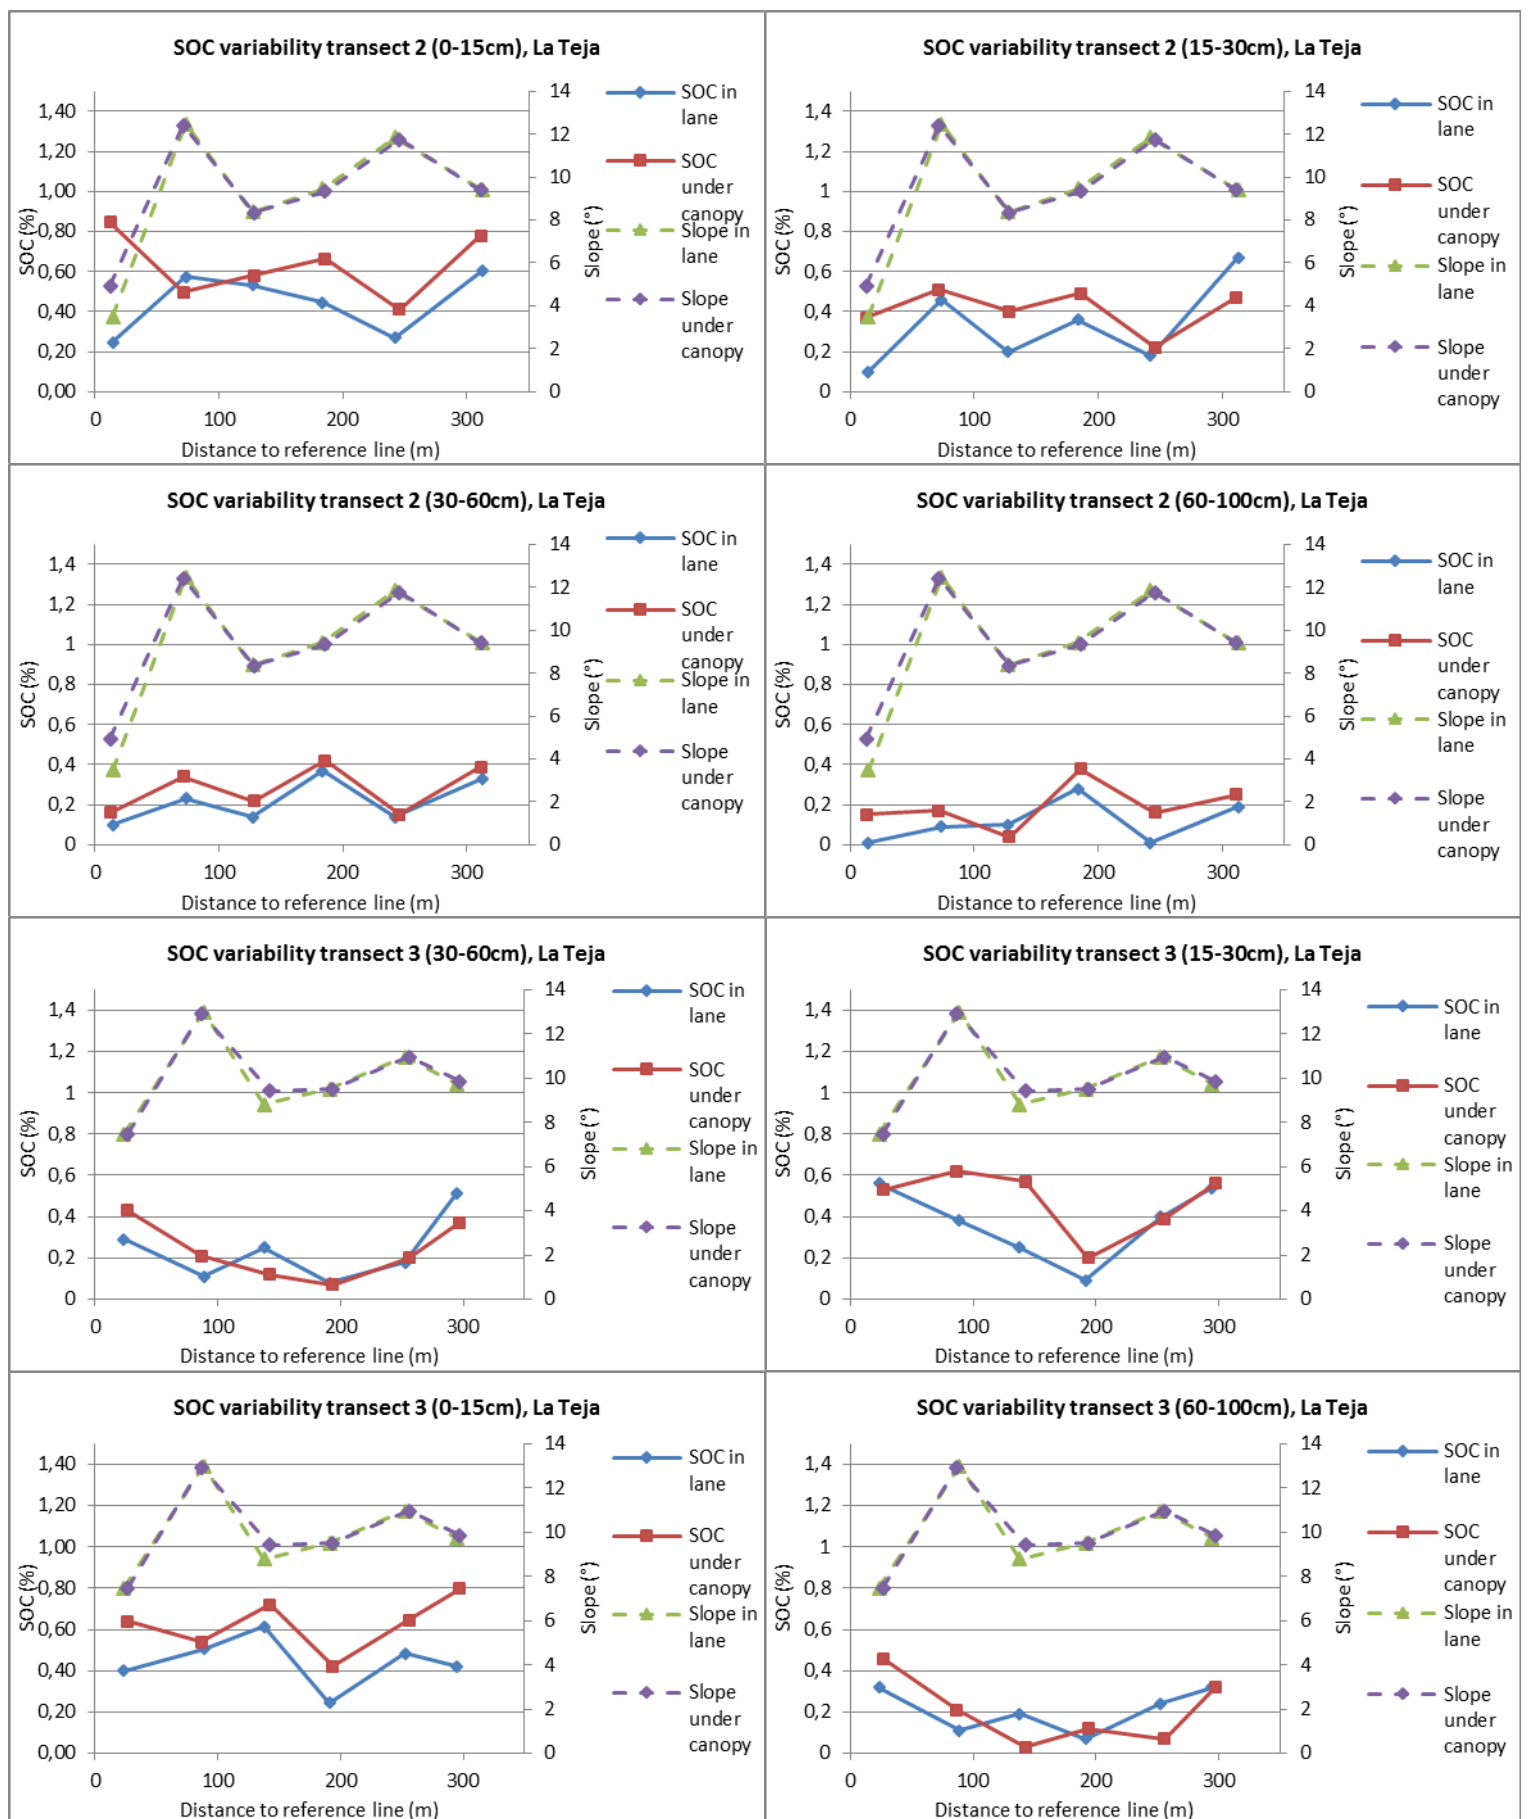 SOC variability transect 2 (0-15cm), La Teja
1,40
1,20
1,00
0,80
0,60
0,40
0,20
0,00
SOC (%)
14
12
10
8
6
4
2
0
Slope (°)
0 100 200 300
Distance to reference line (m)
SOC in
lane
SOC
under
canopy
Slope in
lane
Slope
under
canopy
SOC variability transect 2 (15-30cm), La Teja
1,4
1,2
1
0,8
0,6
0,4
0,2
0
SOC (%)
14
12
10
8
6
4
2
0
Slope (°)
0 100 200 300
Distance to reference line (m)
SOC in
lane
SOC
under
canopy
Slope in
lane
Slope
under
canopy
SOC variability transect 2 (30-60cm), La Teja
1,4
1,2
1
0,8
0,6
0,4
0,2
0
SOC (%)
14
12
10
8
6
4
2
0
Slope (°)
0 100 200 300
Distance to reference line (m)
SOC in
lane
SOC
under
canopy
Slope in
lane
Slope
under
canopy
SOC variability transect 2 (60-100cm), La Teja
1,4
1,2
1
0,8
0,6
0,4
0,2
0
SOC (%)
14
12
10
8
6
4
2
0
Slope (°)
0 100 200 300
Distance to reference line (m)
SOC in
lane
SOC
under
canopy
Slope in
lane
Slope
under
canopy
SOC variability transect 3 (30-60cm), La Teja
1,4
1,2
1
0,8
0,6
0,4
0,2
0
SOC (%)
14
12
10
8
6
4
2
0
Slope (°)
0 100 200 300
Distance to reference line (m)
SOC in
lane
SOC
under
canopy
Slope in
lane
Slope
under
canopy
SOC variability transect 3 (15-30cm), La Teja
1,4
1,2
1
0,8
0,6
0,4
0,2
0
SOC (%)
14
12
10
8
6
4
2
0
Slope (°)
0 100 200 300
Distance to reference line (m)
SOC in
lane
SOC
under
canopy
Slope in
lane
Slope
under
canopy
SOC variability transect 3 (0-15cm), La Teja
1,40
1,20
1,00
0,80
0,60
0,40
0,20
0,00
SOC (%)
14
12
10
8
6
4
2
0
Slope (°)
0 100 200 300
Distance to reference line (m)
SOC in
lane
SOC
under
canopy
Slope in
lane
Slope
under
canopy
SOC variability transect 3 (60-100cm), La Teja
1,4
1,2
1
0,8
0,6
0,4
0,2
0
SOC (%)
14
12
10
8
6
4
2
0
Slope (°)
0 100 200 300
Distance to reference line (m)
SOC in
lane
SOC
under
canopy
Slope in
lane
Slope
under
canopy